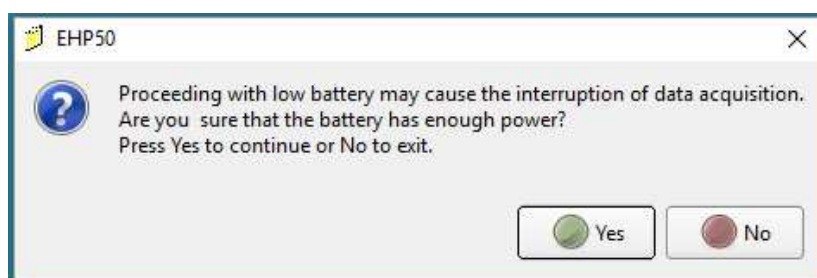 EHP50
Proceeding with low battery may cause the interruption of data acquisition.
Are you  sure that the battery has enough power?
Press Yes to continue or No to exit.
Yes
No